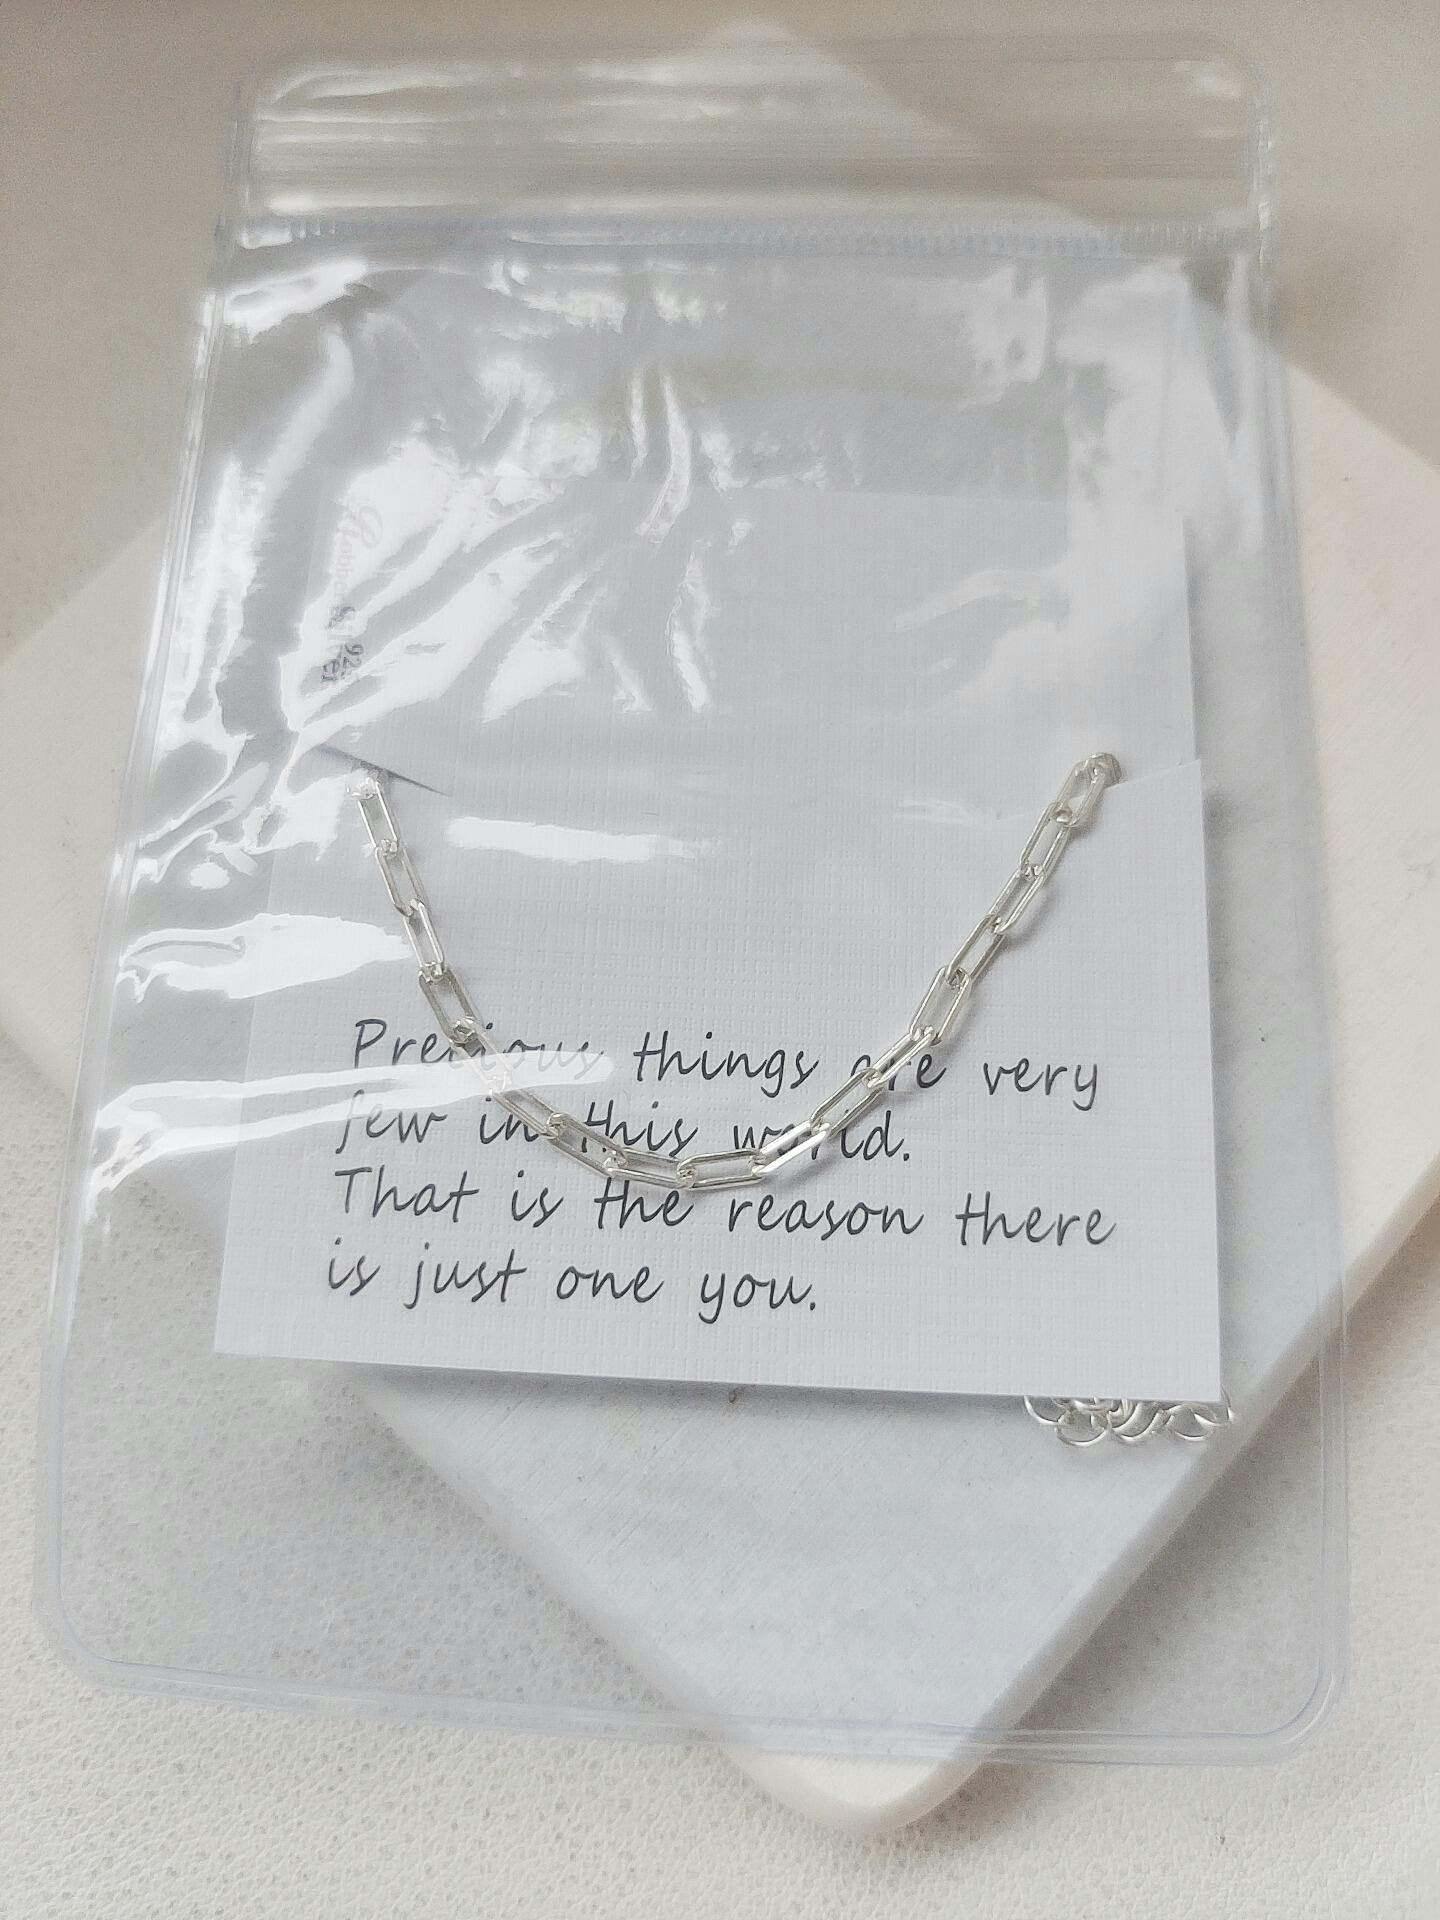 Precious things are very
few in this world.
That is the reason there
is just one you.